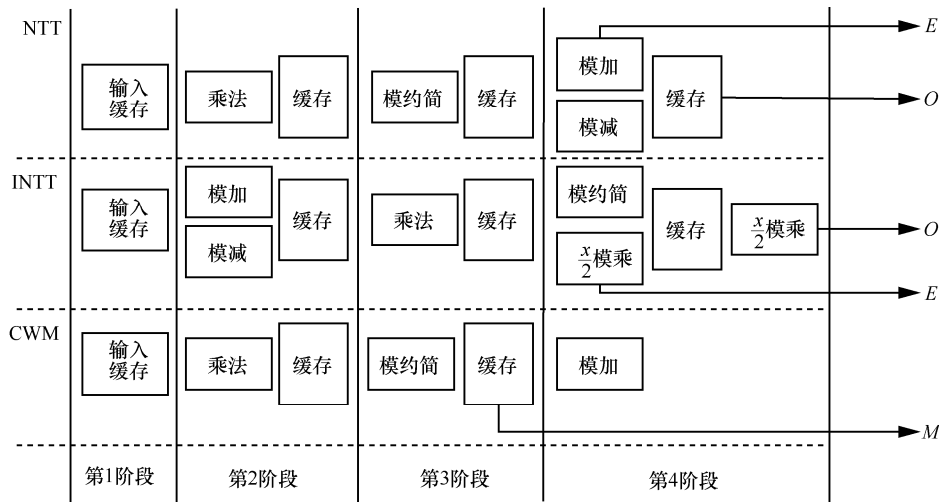 NTT
输入
缓存
乘法
缓存
模约简
缓存
模加
模减
缓存
E
O
INTT
输入
缓存
模加
模减
缓存
乘法
缓存
模约简
x/2模乘
缓存
x/2模乘
O
E
CWM
输入
缓存
乘法
缓存
模约简
缓存
模加
M
第1阶段
第2阶段
第3阶段
第4阶段